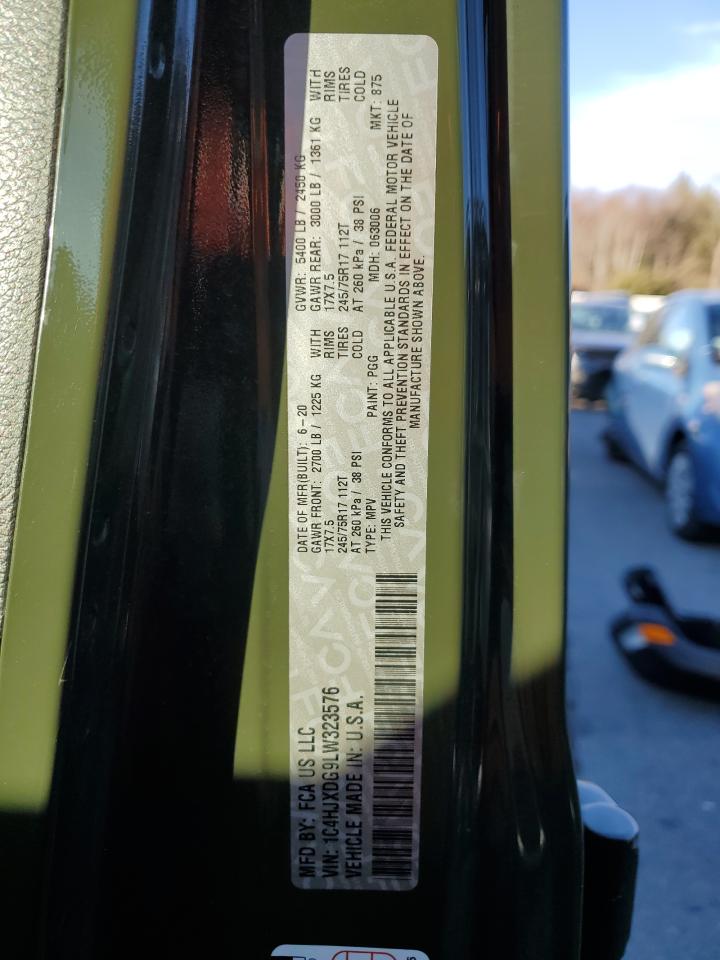 MFD BY: FCA US LLC
DATE OF MFR(BUILT): 6-20
GVWR: 5400 LB / 2450 KG
VIN: 1C4HJXDG9LW323576
GAWR FRONT: 2700 LB / 1225 KG WITH
GAWR REAR: 3000 LB / 1361 KG WITH
17X7.5 RIMS
17X7.5 RIMS
VEHICLE MADE IN: U.S.A.
245/75R17 112T TIRES
245/75R17 112T TIRES
AT 260 kPa / 38 PSI COLD
AT 260 kPa / 38 PSI COLD
TYPE: MPV PAINT: PGG MDH: 063006 MKT: 875
THIS VEHICLE CONFORMS TO ALL APPLICABLE U.S.A. FEDERAL MOTOR VEHICLE
SAFETY AND THEFT PREVENTION STANDARDS IN EFFECT ON THE DATE OF
MANUFACTURE SHOWN ABOVE.